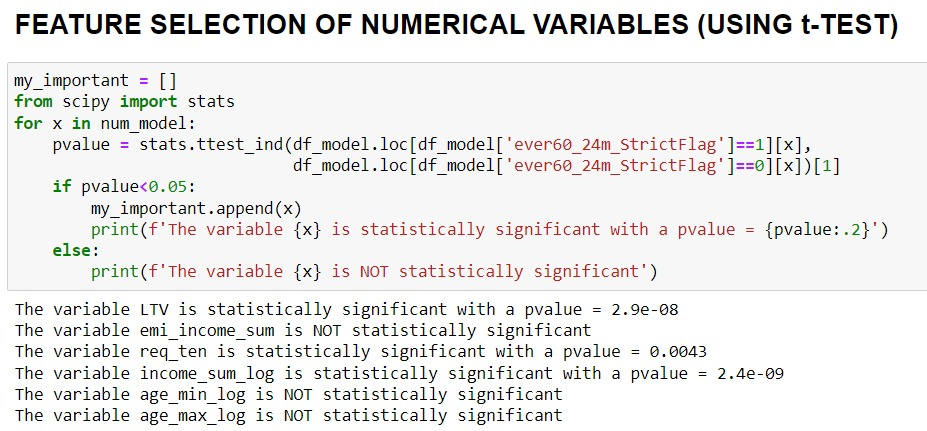 FEATURE SELECTION OF NUMERICAL VARIABLES (USING t-TEST)
my_important = []
from scipy import stats
for x in num_model:
    pvalue = stats.ttest_ind(df_model.loc[df_model['ever60_24m_StrictFlag']==1][x],
                             df_model.loc[df_model['ever60_24m_StrictFlag']==0][x])[1]
    if pvalue<0.05:
        my_important.append(x)
        print(f'The variable {x} is statistically significant with a pvalue = {pvalue:.2}')
    else:
        print(f'The variable {x} is NOT statistically significant')
The variable LTV is statistically significant with a pvalue = 2.9e-08
The variable emi_income_sum is NOT statistically significant
The variable req_ten is statistically significant with a pvalue = 0.0043
The variable income_sum_log is statistically significant with a pvalue = 2.4e-09
The variable age_min_log is NOT statistically significant
The variable age_max_log is NOT statistically significant